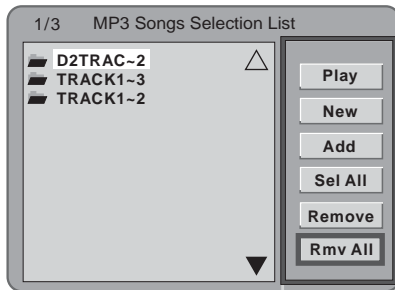 1/3 MP3 Songs Selection List
D2TRAC~2
TRACK1~3
TRACK1~2
Play
New
Add
Sel All
Remove
Rmv All